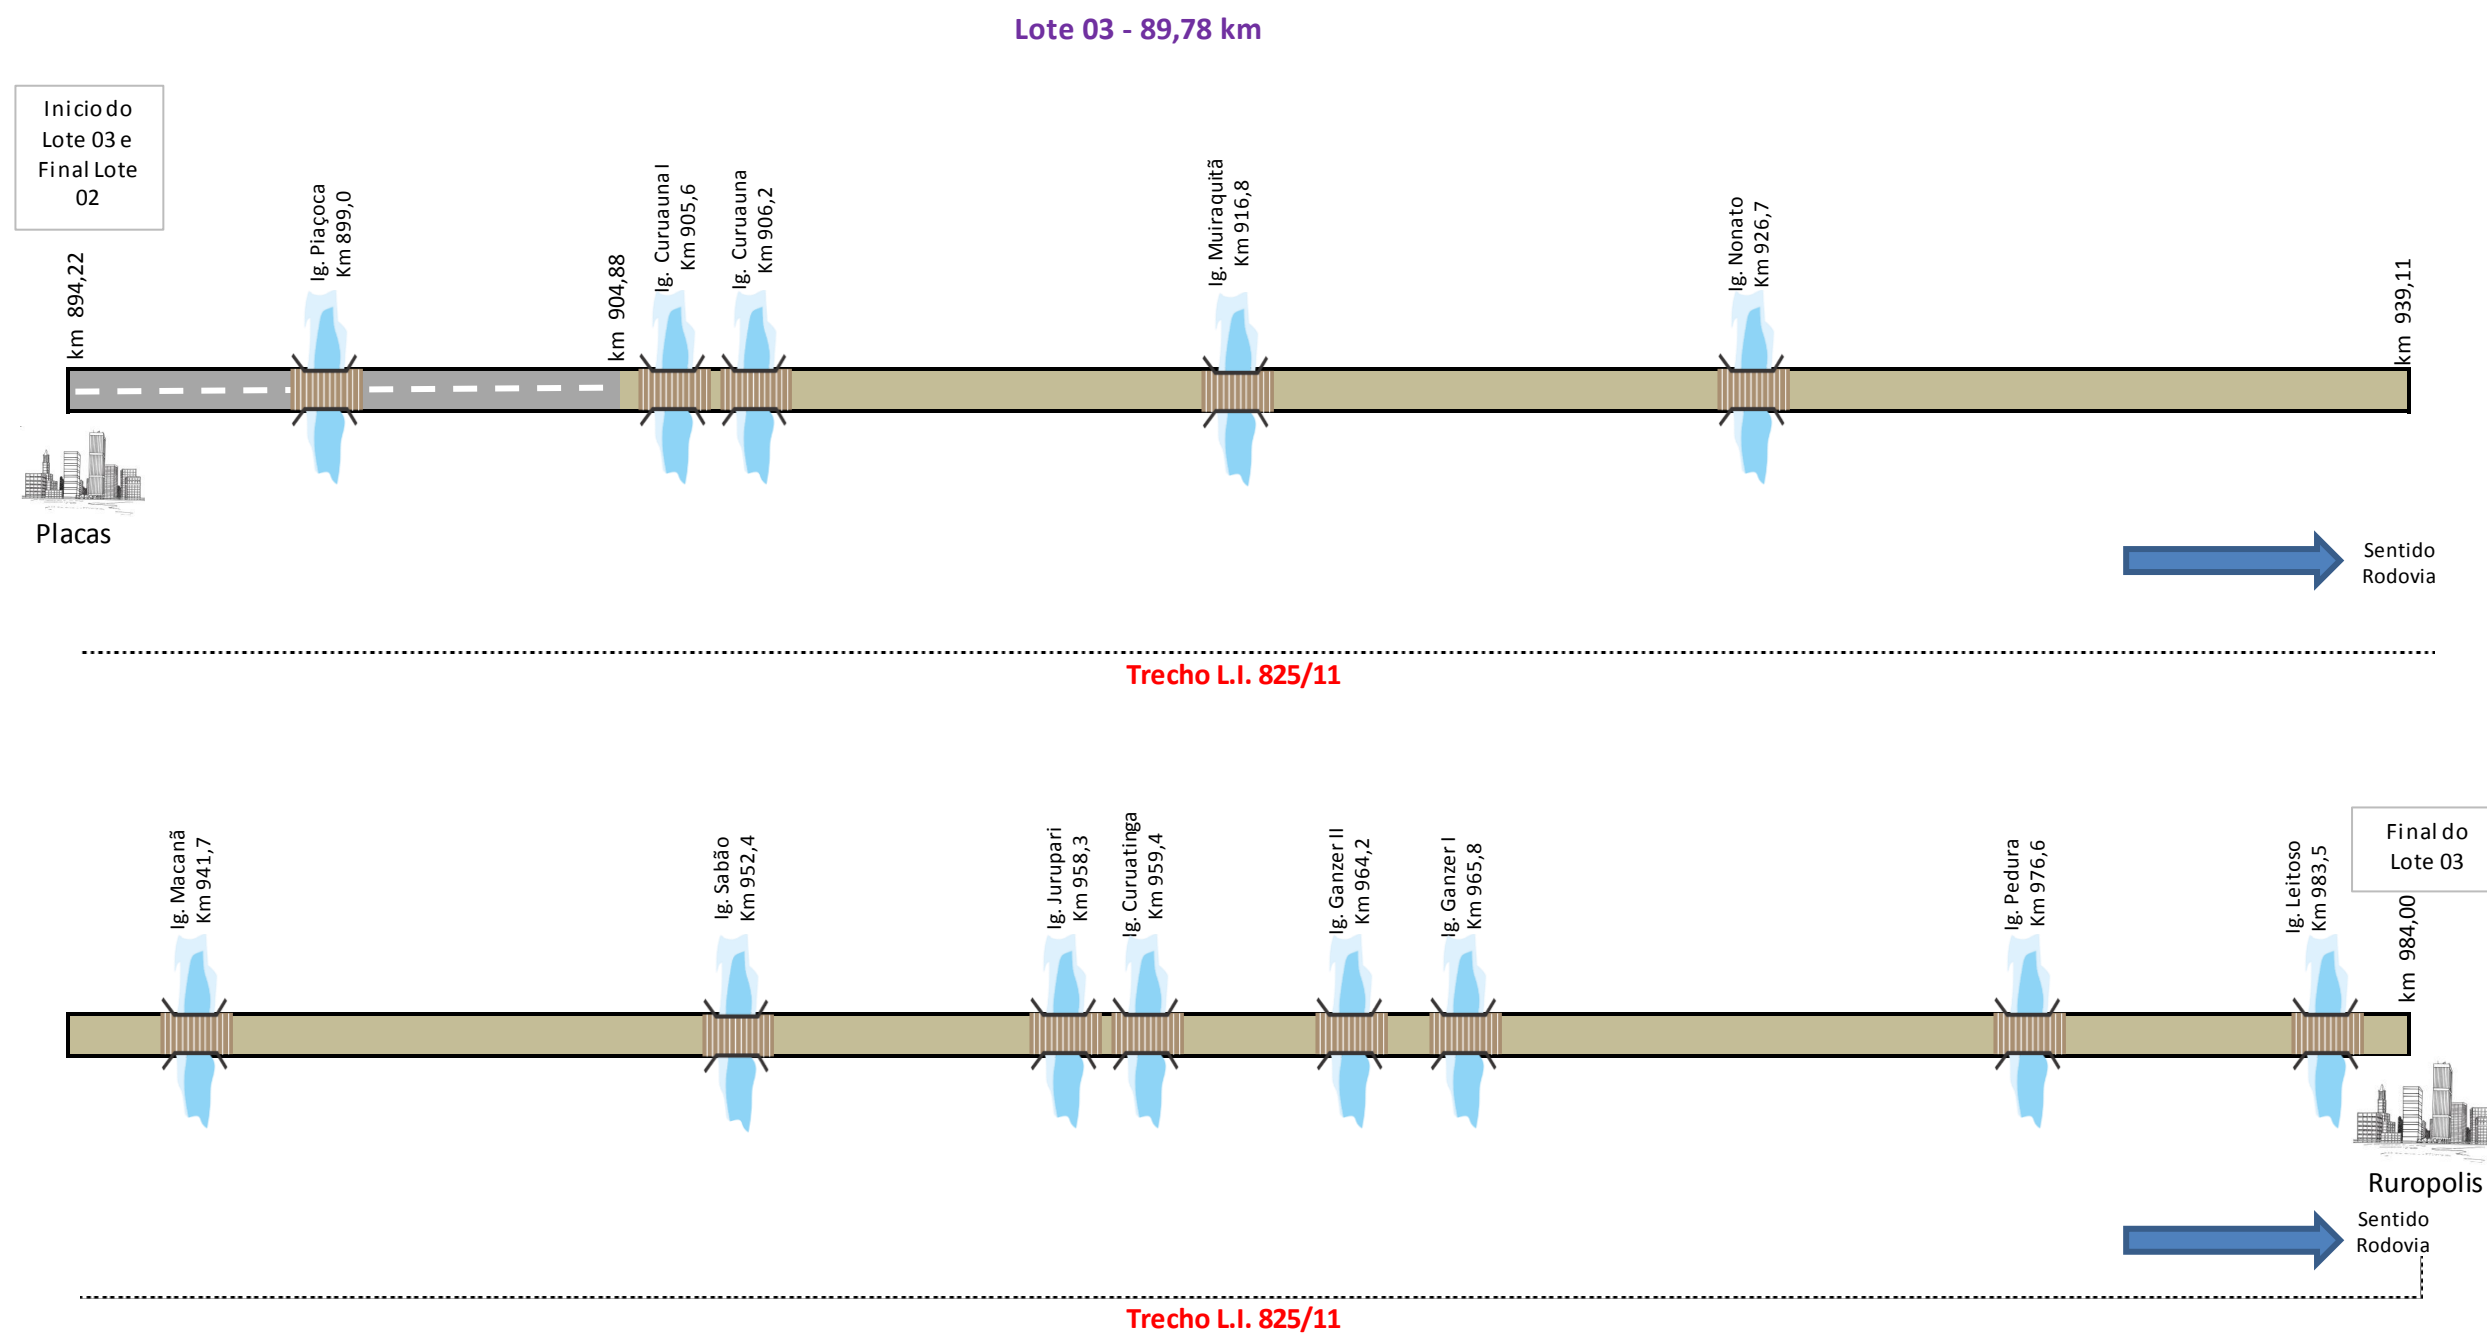 Lote 03 - 89,78 km
Inicio do
Lote 03 e
Final Lote
02
km 894,22
Ig. Piaçoca
Km 899,0
km 904,88
Ig. Curuauna I
Km 905,6
Ig. Curuauna
Km 906,2
Ig. Muiraquitã
Km 916,8
Ig. Nonato
Km 926,7
km 939,11
Placas
Sentido
Rodovia
Trecho L.I. 825/11
Ig. Macanã
Km 941,7
Ig. Sabão
Km 952,4
Ig. Jurupari
Km 958,3
Ig. Curuatinga
Km 959,4
Ig. Ganzer II
Km 964,2
Ig. Ganzer I
Km 965,8
Ig. Pedura
Km 976,6
Ig. Leitoso
Km 983,5
Final do
Lote 03
km 984,00
Ruropolis
Sentido
Rodovia
Trecho L.I. 825/11